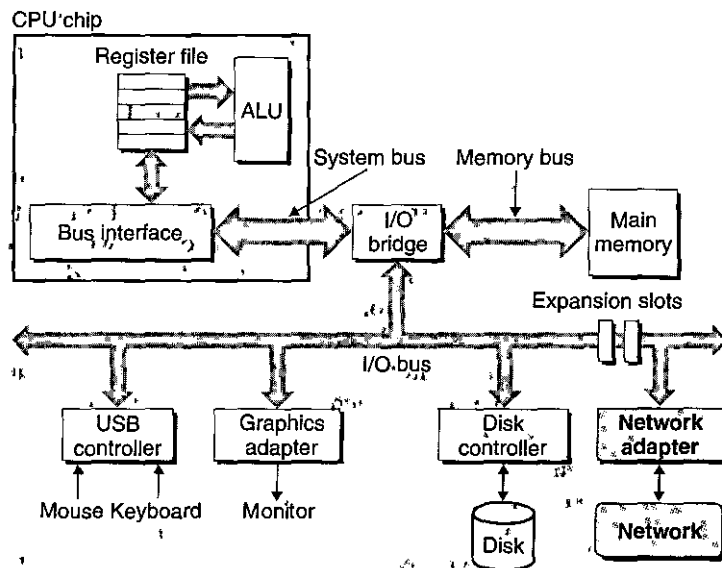 CPU chip
Register file
ALU
System bus
Memory bus
Bus interface
I/O
bridge
Main
memory
Expansion slots
I/O bus
USB
controller
Graphics
adapter
Disk
controller
Network
adapter
Mouse Keyboard
Monitor
Disk
Network